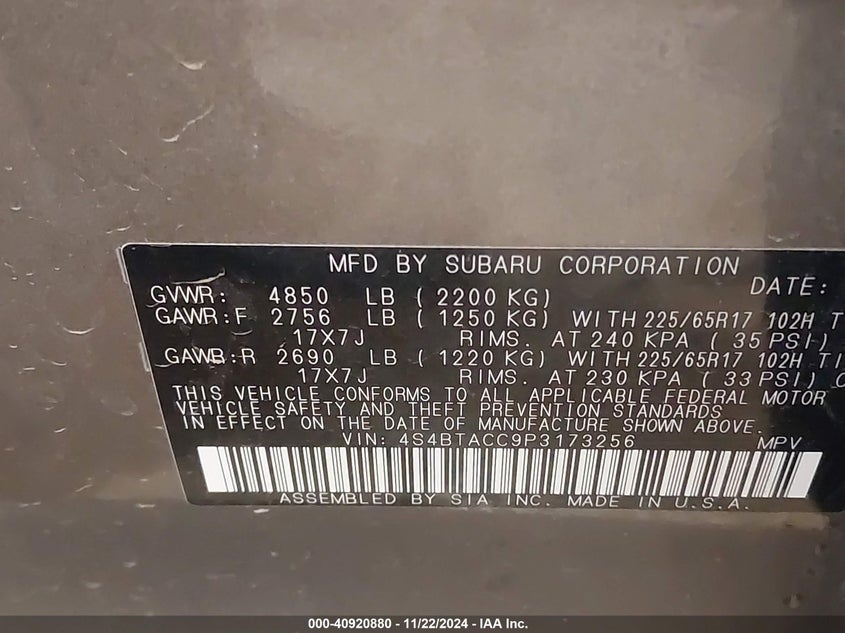 MFD BY SUBARU CORPORATION
DATE:
GVWR: 4850 LB (2200 KG)
GAWR:F 2756 LB (1250 KG) WITH 225/65R17 102H
17X7J RIMS. AT 240 KPA (35 PSI)
GAWR:R 2690 LB (1220 KG) WITH 225/65R17 102H
17X7J RIMS. AT 230 KPA (33 PSI)
THIS VEHICLE CONFORMS TO ALL APPLICABLE FEDERAL MOTOR
VEHICLE SAFETY AND THEFT PREVENTION STANDARDS
IN EFFECT ON THE DATE OF MANUFACTURE SHOWN ABOVE.
VIN: 4S4BTACC9P3173256 MPV
ASSEMBLED BY SIA INC. MADE IN U.S.A.
000-40920880 - 11/22/2024 - IAA Inc.